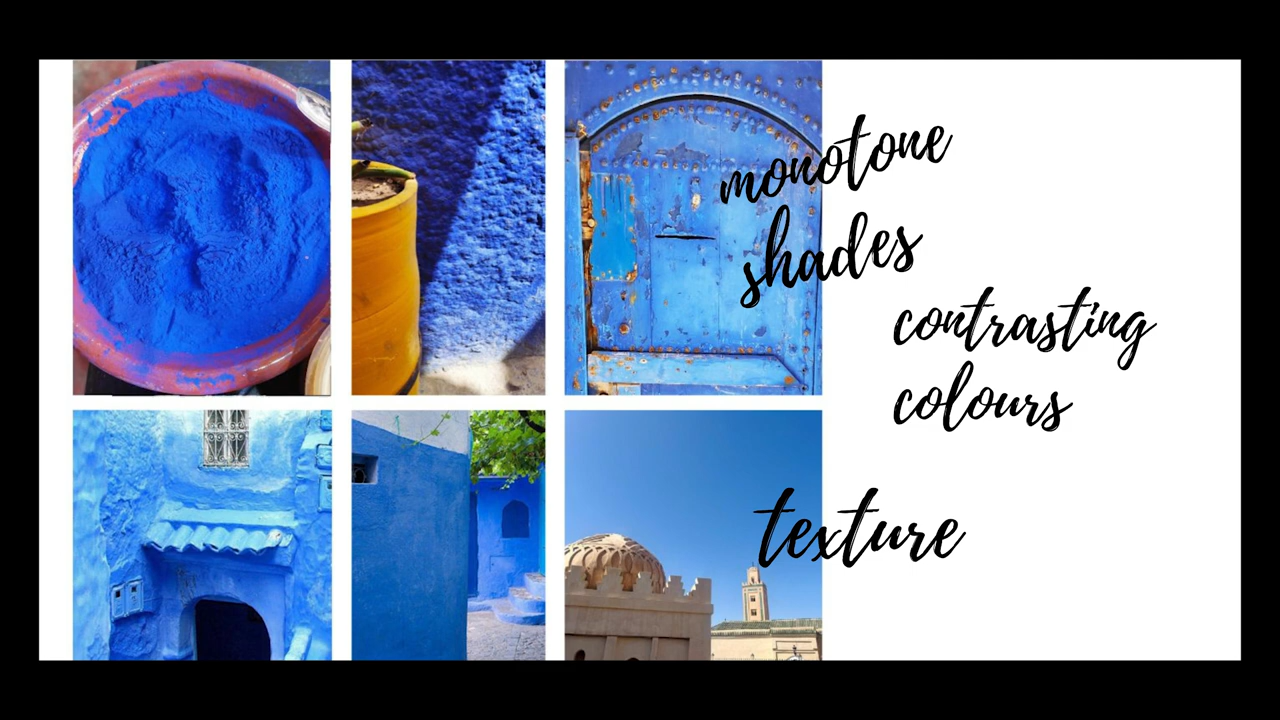 monotone
shades
contrasting
colours
texture